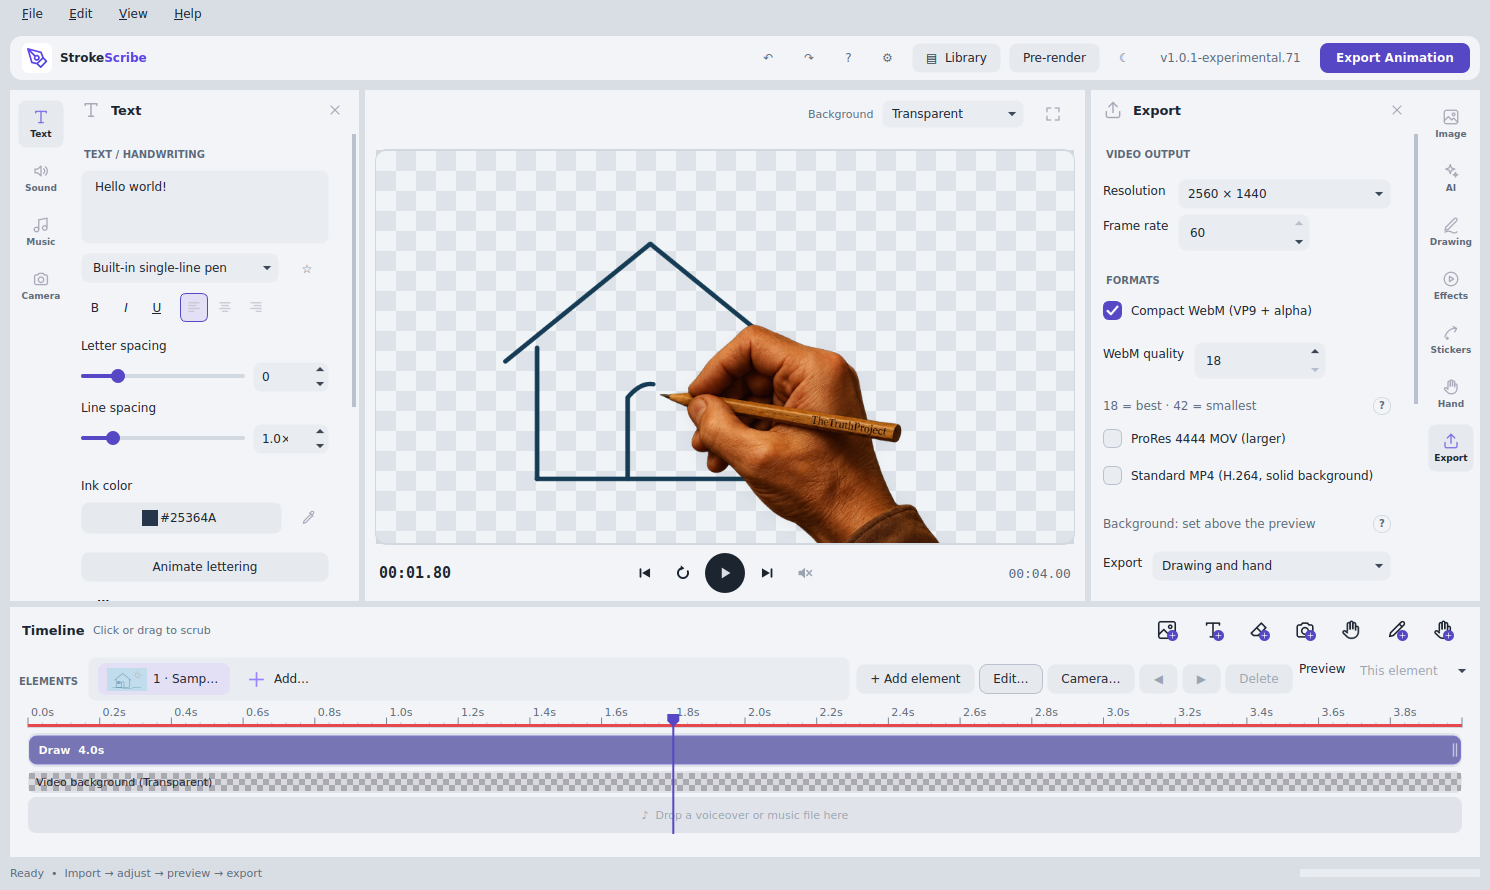 File Edit View Help
StrokeScribe
Library
Pre-render
v1.0.1-experimental.71
Export Animation
Text
Sound
Music
Camera
Text
TEXT / HANDWRITING
Hello world!
Built-in single-line pen
B I U
Letter spacing
0
Line spacing
1.0×
Ink color
#25364A
Animate lettering
Background Transparent
TheTruthProject
00:01.80
00:04.00
Export
VIDEO OUTPUT
Resolution 2560 × 1440
Frame rate 60
FORMATS
Compact WebM (VP9 + alpha)
WebM quality 18
18 = best · 42 = smallest ?
ProRes 4444 MOV (larger)
Standard MP4 (H.264, solid background)
Background: set above the preview ?
Export Drawing and hand
Image
AI
Drawing
Effects
Stickers
Hand
Export
Timeline Click or drag to scrub
ELEMENTS 1 · Samp... Add... + Add element Edit... Camera... Delete Preview This element
0.0s 0.2s 0.4s 0.6s 0.8s 1.0s 1.2s 1.4s 1.6s 1.8s 2.0s 2.2s 2.4s 2.6s 2.8s 3.0s 3.2s 3.4s 3.6s 3.8s
Draw 4.0s
Video background (Transparent)
♪ Drop a voiceover or music file here
Ready • Import → adjust → preview → export